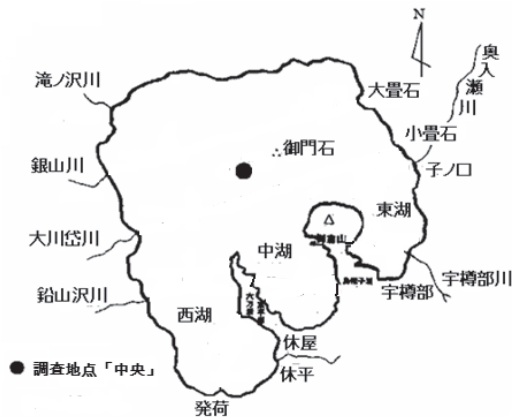 N
奥入瀬川
滝ノ沢川
大畳石
小畳石
御門石
子ノ口
銀山川
東湖
中湖
大川岱川
宇樽部
宇樽部川
鉛山沢川
西湖
休屋
● 調査地点「中央」
休平
発荷